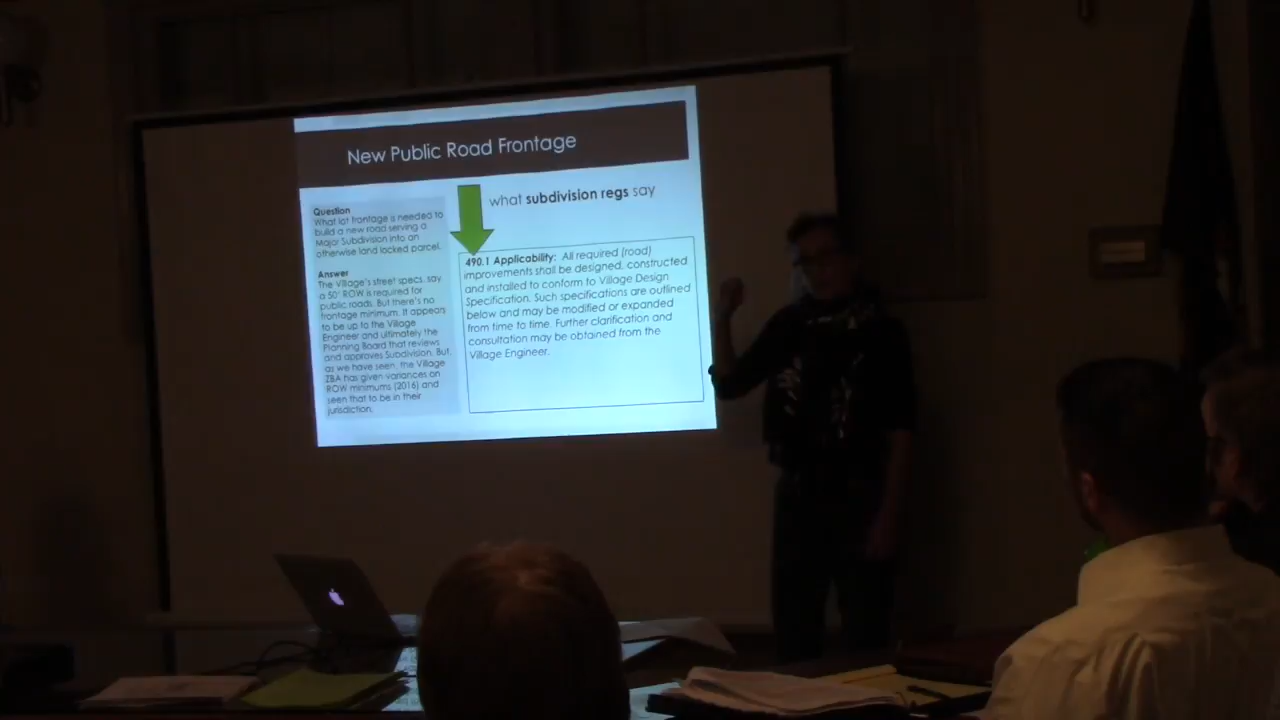 New Public Road Frontage
what subdivision regs say
Question
What lot frontage is needed to
build a new road serving a
Major Subdivision into an
otherwise land locked parcel.
Answer
The Village's street specs. say
a 50' ROW is required for
public roads. But there's no
frontage minimum. It appears
to be up to the Village
Engineer and ultimately the
Planning Board that reviews
and approves Subdivision. But,
as we have seen, the Village
ZBA has given variances on
ROW minimums (2016) and
seen that to be in their
jurisdiction.
490.1 Applicability: All required (road)
improvements shall be designed, constructed
and installed to conform to Village Design
Specification. Such specifications are outlined
below and may be modified or expanded
from time to time. Further clarification and
consultation may be obtained from the
Village Engineer.